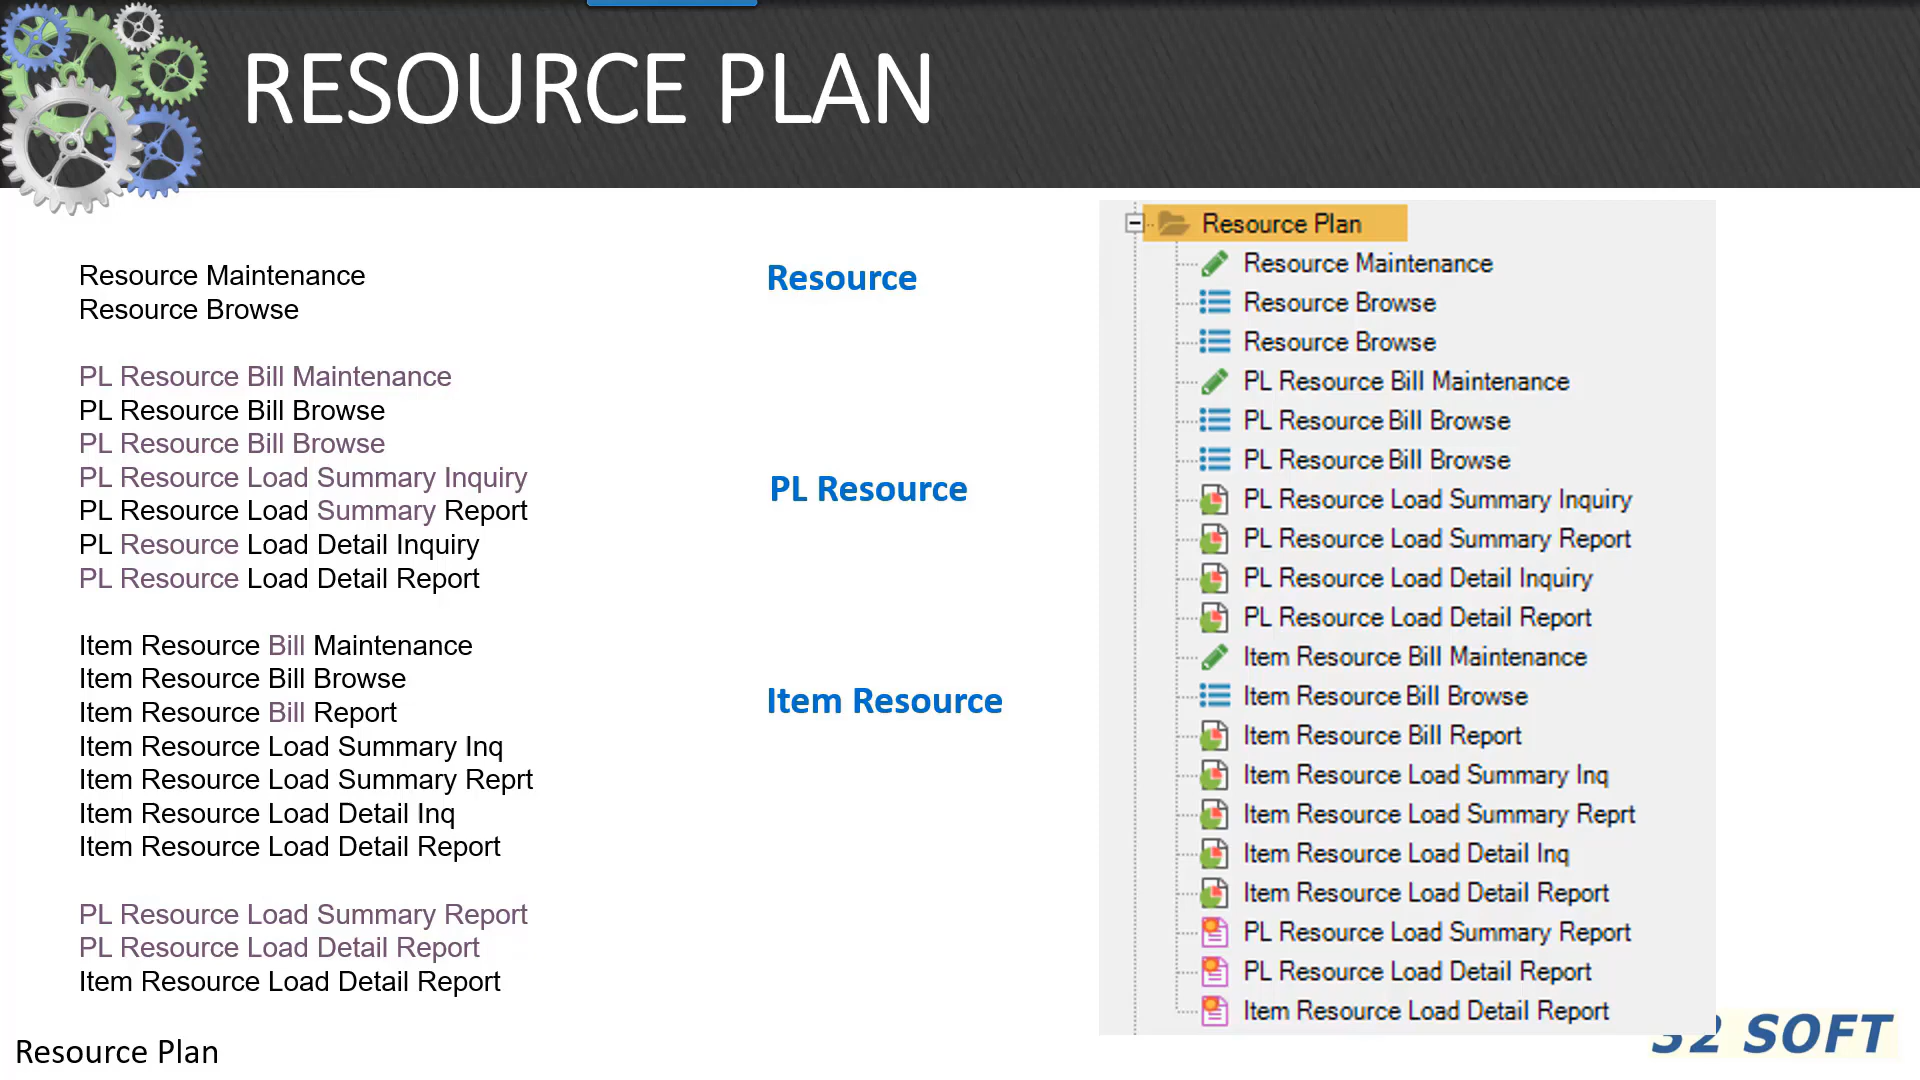 RESOURCE PLAN
Resource Maintenance
Resource Browse
PL Resource Bill Maintenance
PL Resource Bill Browse
PL Resource Bill Browse
PL Resource Load Summary Inquiry
PL Resource Load Summary Report
PL Resource Load Detail Inquiry
PL Resource Load Detail Report
Item Resource Bill Maintenance
Item Resource Bill Browse
Item Resource Bill Report
Item Resource Load Summary Inq
Item Resource Load Summary Reprt
Item Resource Load Detail Inq
Item Resource Load Detail Report
PL Resource Load Summary Report
PL Resource Load Detail Report
Item Resource Load Detail Report
Resource
PL Resource
Item Resource
Resource Plan
Resource Maintenance
Resource Browse
Resource Browse
PL Resource Bill Maintenance
PL Resource Bill Browse
PL Resource Bill Browse
PL Resource Load Summary Inquiry
PL Resource Load Summary Report
PL Resource Load Detail Inquiry
PL Resource Load Detail Report
Item Resource Bill Maintenance
Item Resource Bill Browse
Item Resource Bill Report
Item Resource Load Summary Inq
Item Resource Load Summary Reprt
Item Resource Load Detail Inq
Item Resource Load Detail Report
PL Resource Load Summary Report
PL Resource Load Detail Report
Item Resource Load Detail Report
Resource Plan
SOFT